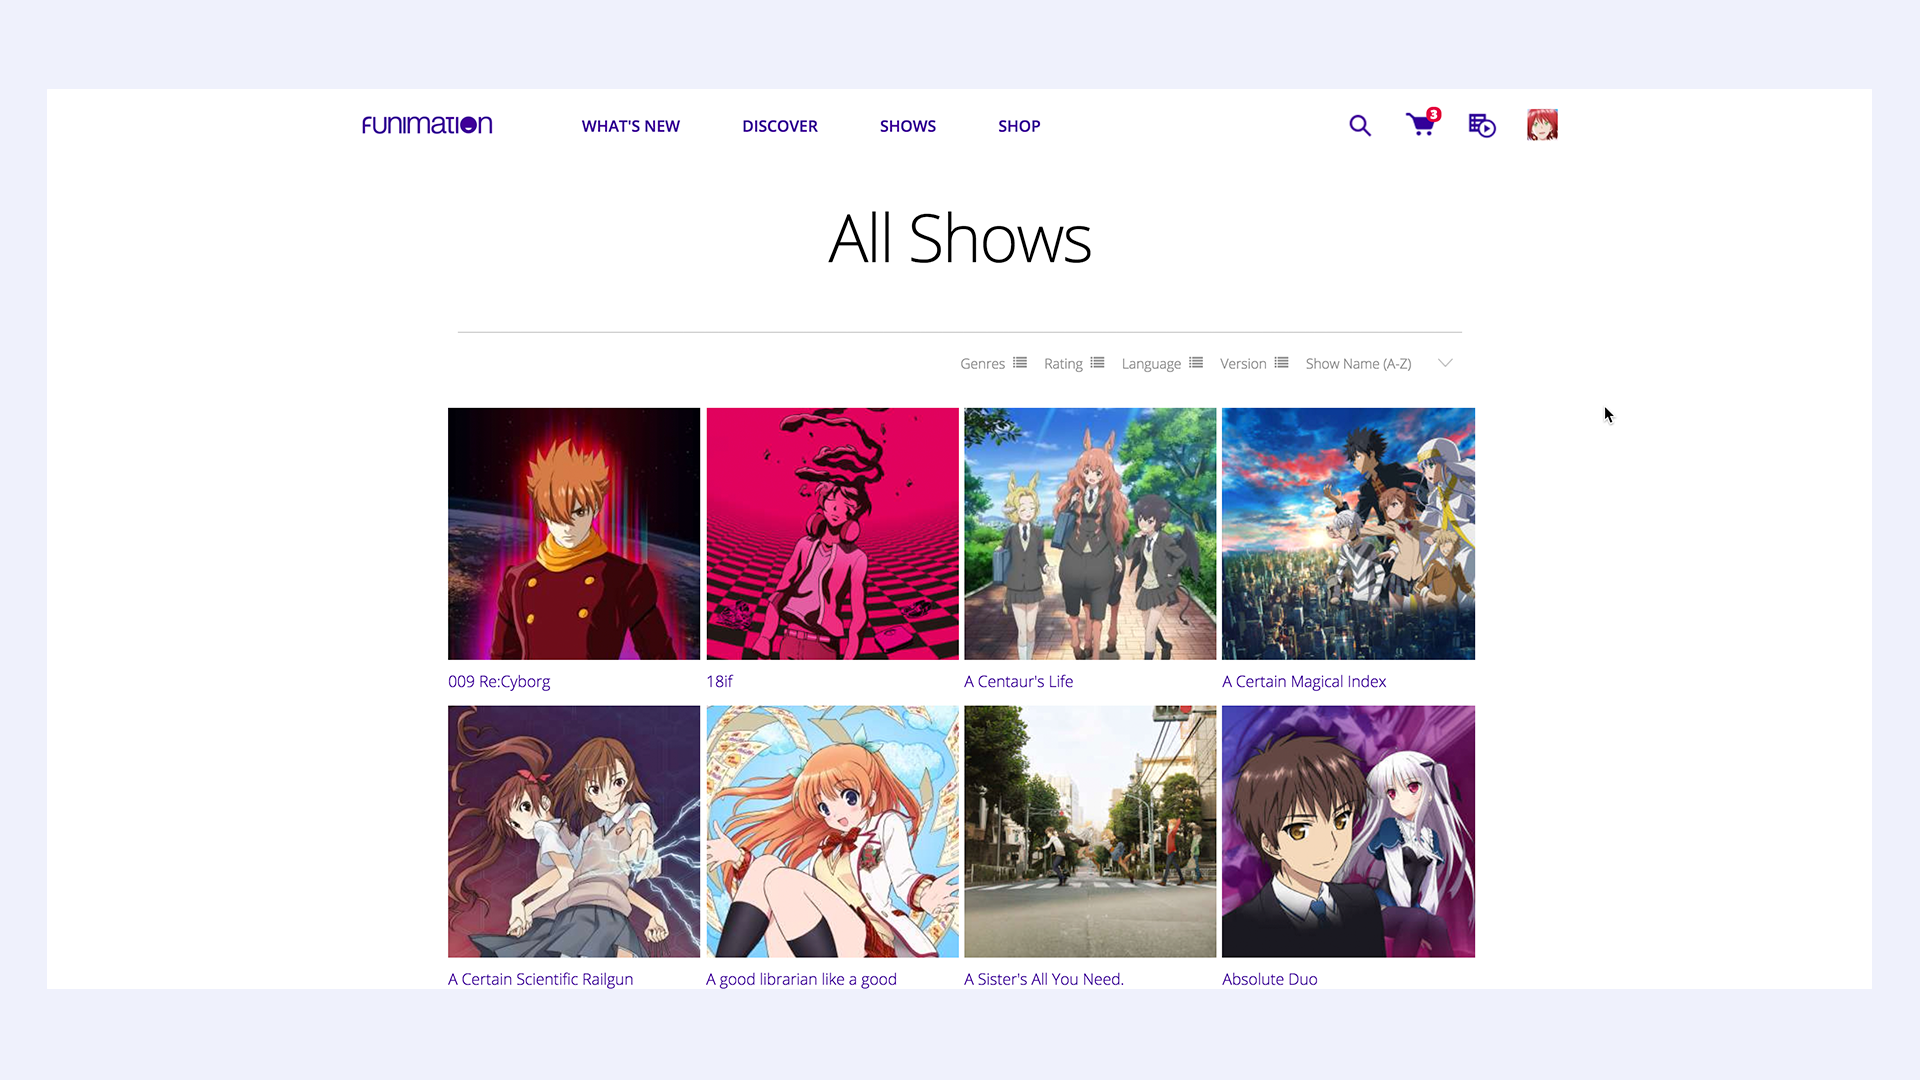 FUNIMATION
WHAT'S NEW
DISCOVER
SHOWS
SHOP
3
All Shows
Genres
Rating
Language
Version
Show Name (A-Z)
009 Re:Cyborg
18if
A Centaur's Life
A Certain Magical Index
A Certain Scientific Railgun
A good librarian like a good
A Sister's All You Need.
Absolute Duo